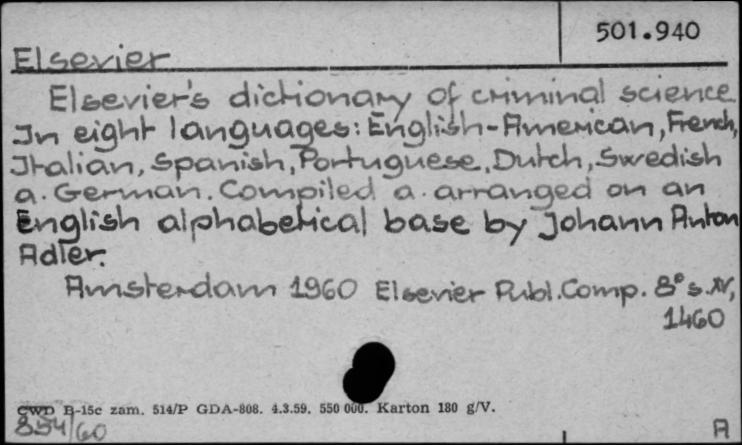 501.940
Elsevier
Elsevier's dictionary of criminal science
In eight languages: English-American, French,
Italian, Spanish, Portuguese, Dutch, Swedish
a. German. Compiled a. arranged on an
English alphabetical base by Johann Anton
Adler.
Amsterdam 1960 Elsevier Publ. Comp. 8° s. XV,
1460
CWD B-15c zam. 514/P GDA-808. 4.3.59. 550 000. Karton 180 g/V.
854/60
A